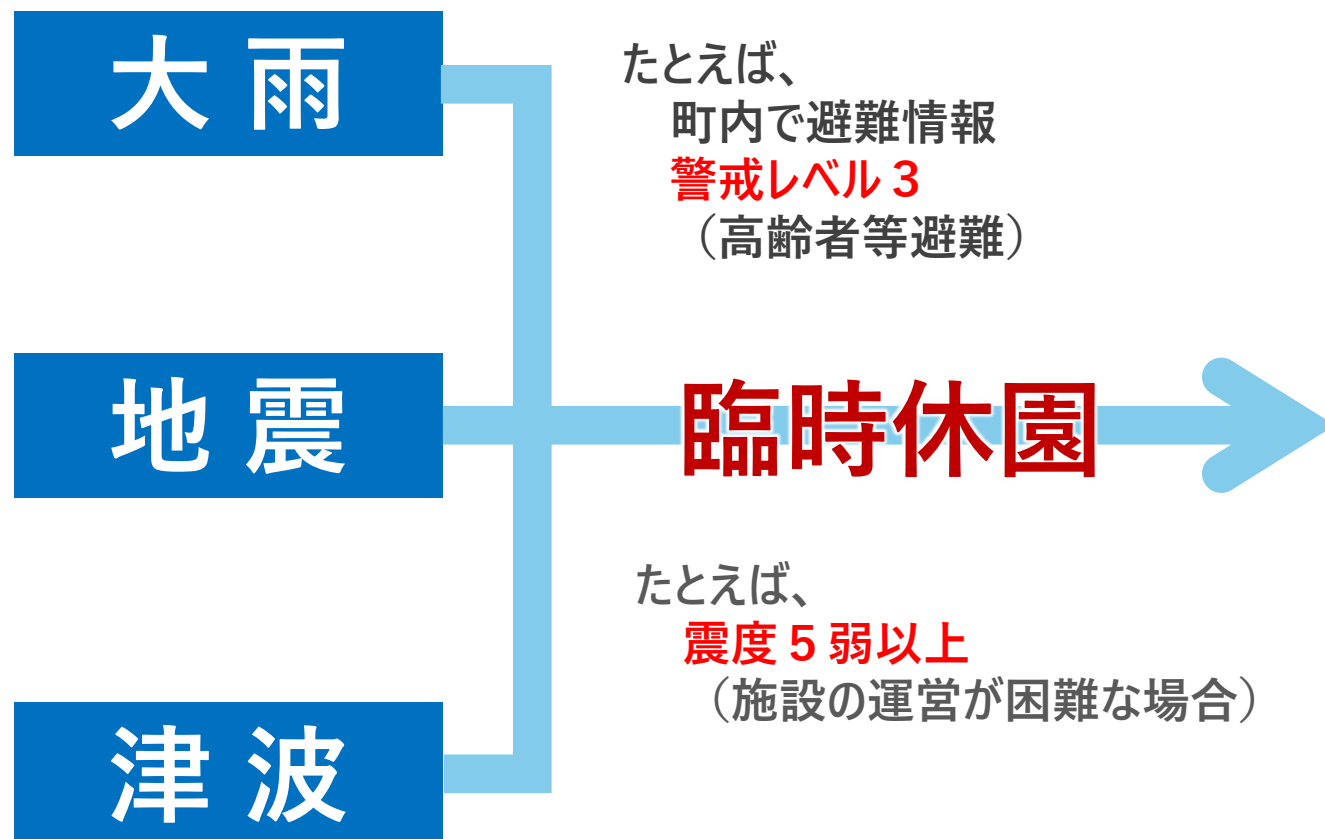 大雨
たとえば、
町内で避難情報
警戒レベル3
（高齢者等避難）
地震
臨時休園
たとえば、
震度5弱以上
（施設の運営が困難な場合）
津波